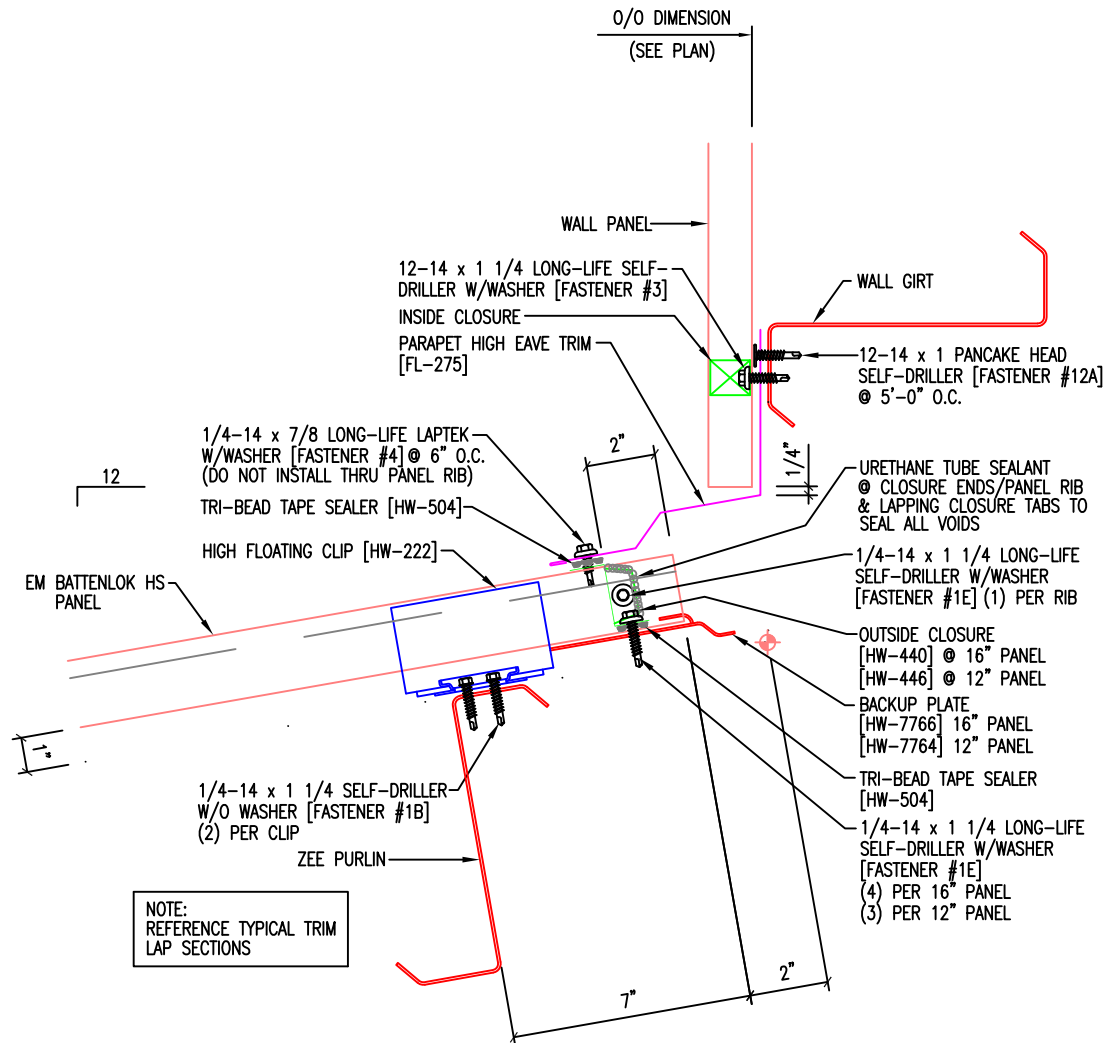 O/O DIMENSION
(SEE PLAN)
WALL PANEL
12-14 x 1 1/4 LONG-LIFE SELF-
DRILLER W/WASHER [FASTENER #3]
INSIDE CLOSURE
PARAPET HIGH EAVE TRIM
[FL-275]
WALL GIRT
12-14 x 1 PANCAKE HEAD
SELF-DRILLER [FASTENER #12A]
@ 5'-0" O.C.
1/4-14 x 7/8 LONG-LIFE LAPTEK
W/WASHER [FASTENER #4] @ 6" O.C.
(DO NOT INSTALL THRU PANEL RIB)
2"
1/4"
12
TRI-BEAD TAPE SEALER [HW-504]
HIGH FLOATING CLIP [HW-222]
EM BATTENLOK HS
PANEL
URETHANE TUBE SEALANT
@ CLOSURE ENDS/PANEL RIB
& LAPPING CLOSURE TABS TO
SEAL ALL VOIDS
1/4-14 x 1 1/4 LONG-LIFE
SELF-DRILLER W/WASHER
[FASTENER #1E] (1) PER RIB
OUTSIDE CLOSURE
[HW-440] @ 16" PANEL
[HW-446] @ 12" PANEL
BACKUP PLATE
[HW-7766] 16" PANEL
[HW-7764] 12" PANEL
TRI-BEAD TAPE SEALER
[HW-504]
1/4-14 x 1 1/4 LONG-LIFE
SELF-DRILLER W/WASHER
[FASTENER #1E]
(4) PER 16" PANEL
(3) PER 12" PANEL
1"
1/4-14 x 1 1/4 SELF-DRILLER
W/O WASHER [FASTENER #1B]
(2) PER CLIP
ZEE PURLIN
NOTE:
REFERENCE TYPICAL TRIM
LAP SECTIONS
7"
2"